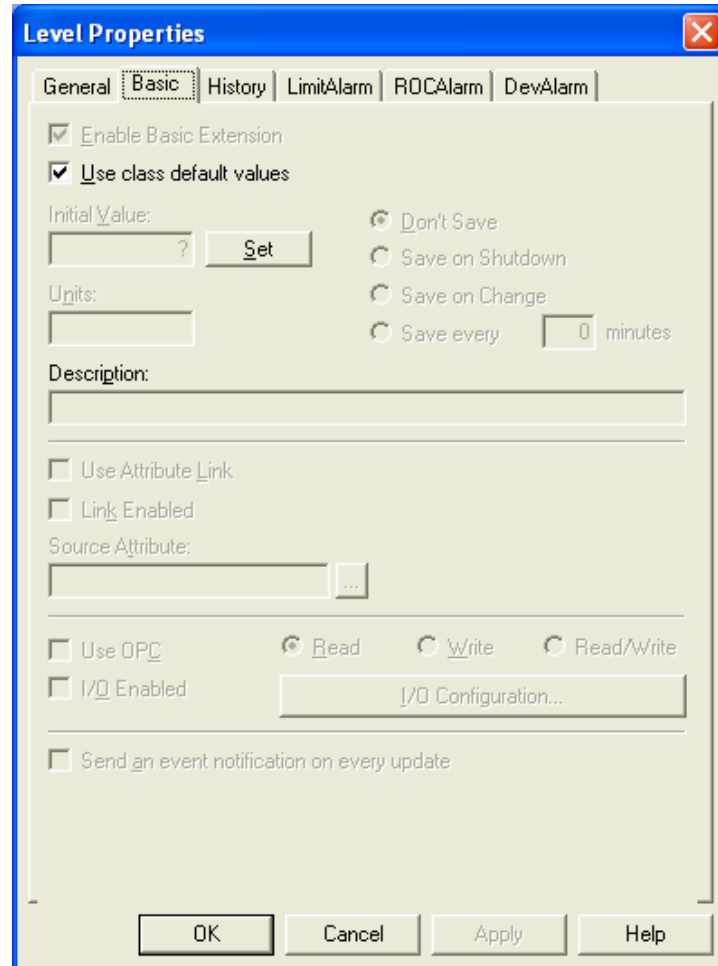 Level Properties
General Basic History LimitAlarm ROCAlarm DevAlarm
Enable Basic Extension
Use class default values
Initial Value:
? Set
Units:
Don't Save
Save on Shutdown
Save on Change
Save every 0 minutes
Description:
Use Attribute Link
Link Enabled
Source Attribute:
...
Use OPC Read Write Read/Write
I/O Enabled I/O Configuration...
Send an event notification on every update
OK Cancel Apply Help